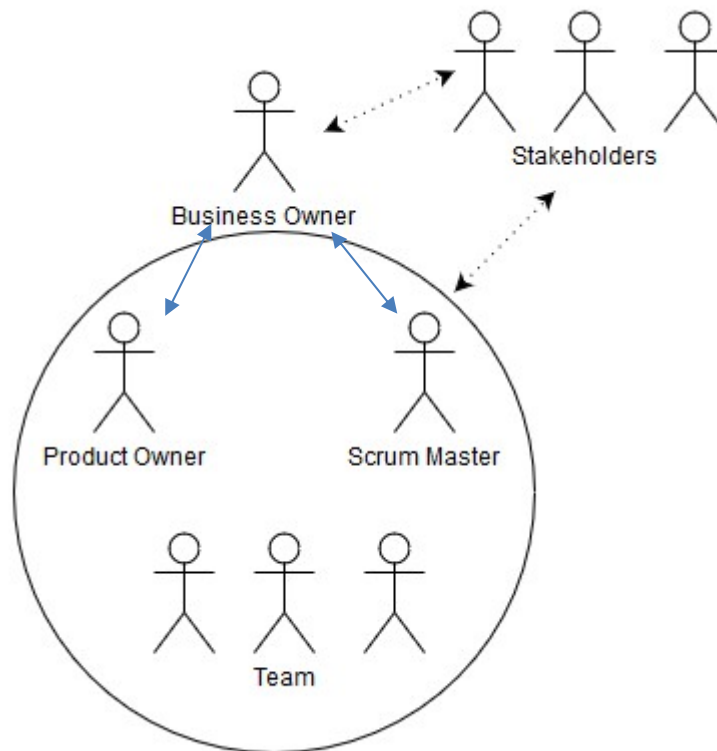 Stakeholders
Business Owner
Product Owner
Scrum Master
Team